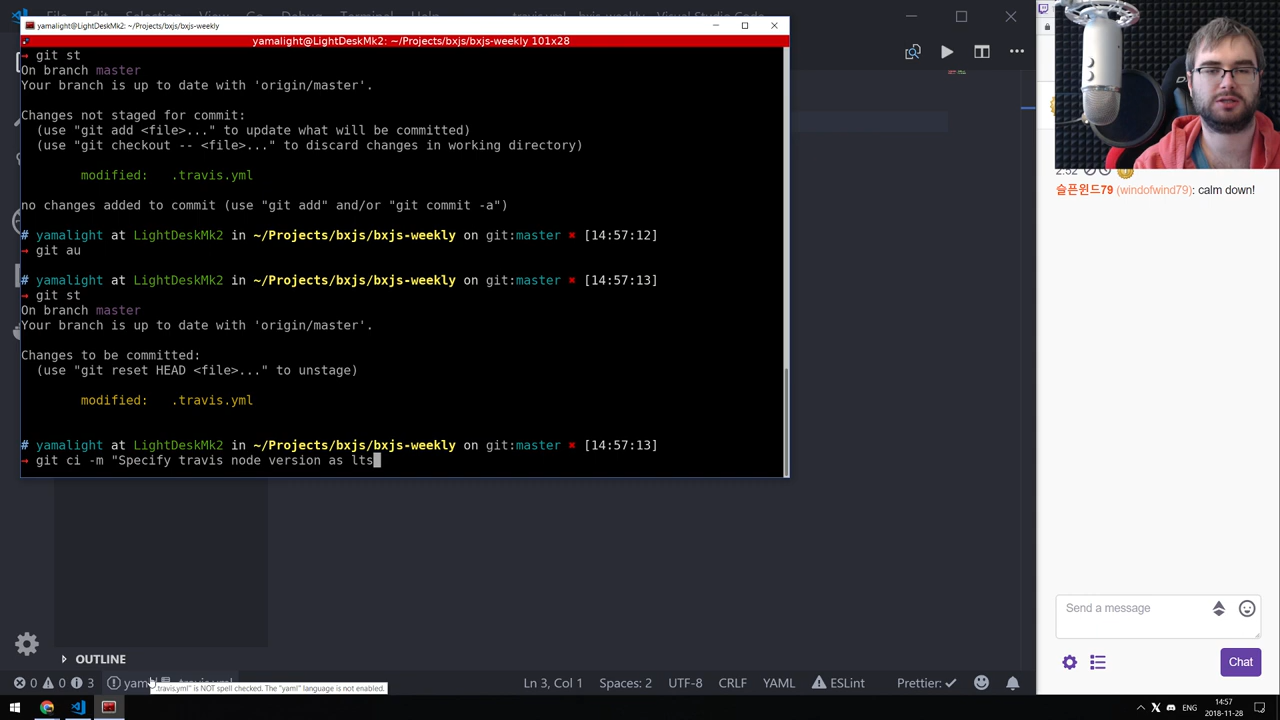 yamalight@LightDeskMk2: ~/Projects/bxjs/bxjs-weekly
yamalight@LightDeskMk2: ~/Projects/bxjs/bxjs-weekly 101x28
→ git st
On branch master
Your branch is up to date with 'origin/master'.
Changes not staged for commit:
(use "git add <file>..." to update what will be committed)
(use "git checkout -- <file>..." to discard changes in working directory)
modified: .travis.yml
no changes added to commit (use "git add" and/or "git commit -a")
# yamalight at LightDeskMk2 in ~/Projects/bxjs/bxjs-weekly on git:master ✖ [14:57:12]
→ git au
# yamalight at LightDeskMk2 in ~/Projects/bxjs/bxjs-weekly on git:master ✖ [14:57:13]
→ git st
On branch master
Your branch is up to date with 'origin/master'.
Changes to be committed:
(use "git reset HEAD <file>..." to unstage)
modified: .travis.yml
# yamalight at LightDeskMk2 in ~/Projects/bxjs/bxjs-weekly on git:master ✖ [14:57:13]
→ git ci -m "Specify travis node version as lts
OUTLINE
0 0 3
".travis.yml" is NOT spell checked. The "yaml" language is not enabled.
Ln 3, Col 1 Spaces: 2 UTF-8 CRLF YAML ESLint Prettier: ✓
2:52
슬픈윈드79 (windofwind79): calm down!
Send a message
Chat
ENG
14:57
2018-11-28